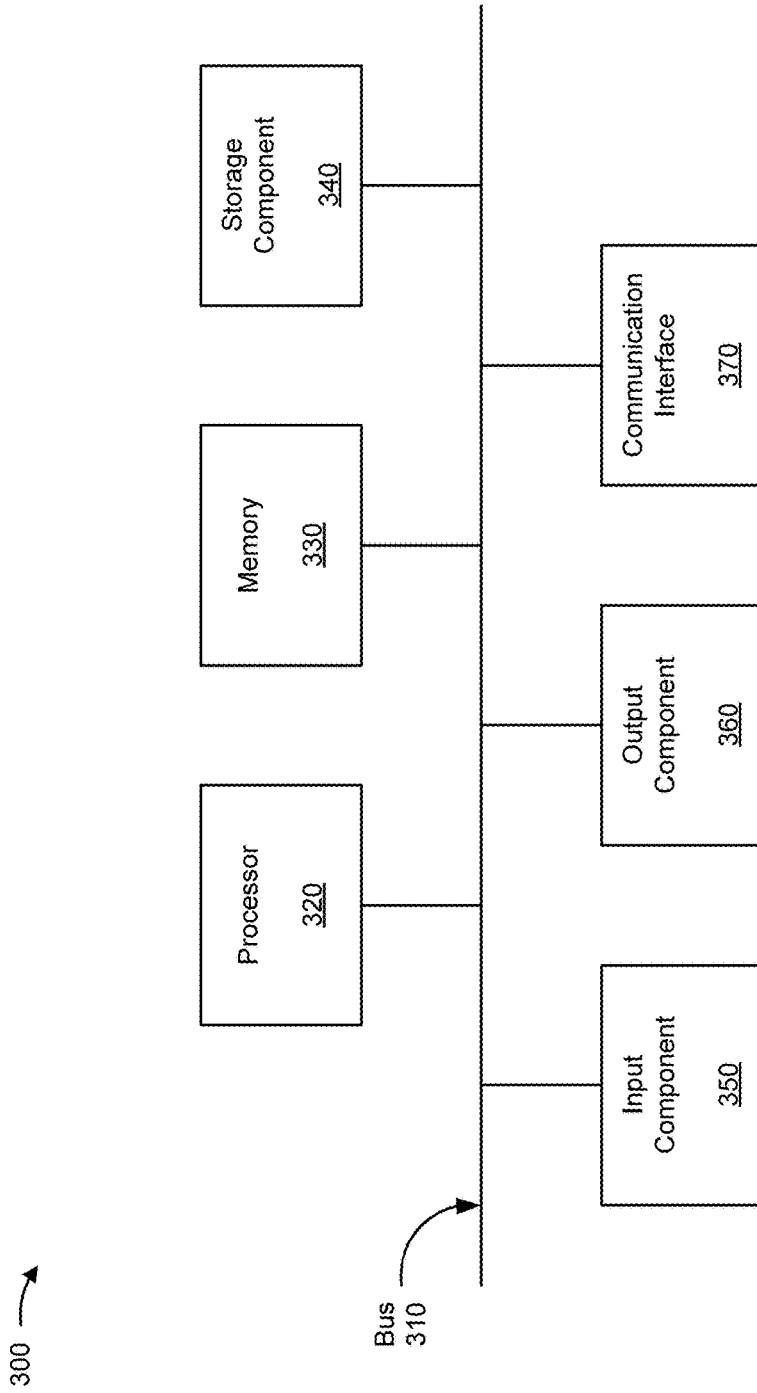 300
Bus
310
Processor
320
Memory
330
Storage
Component
340
Input
Component
350
Output
Component
360
Communication
Interface
370